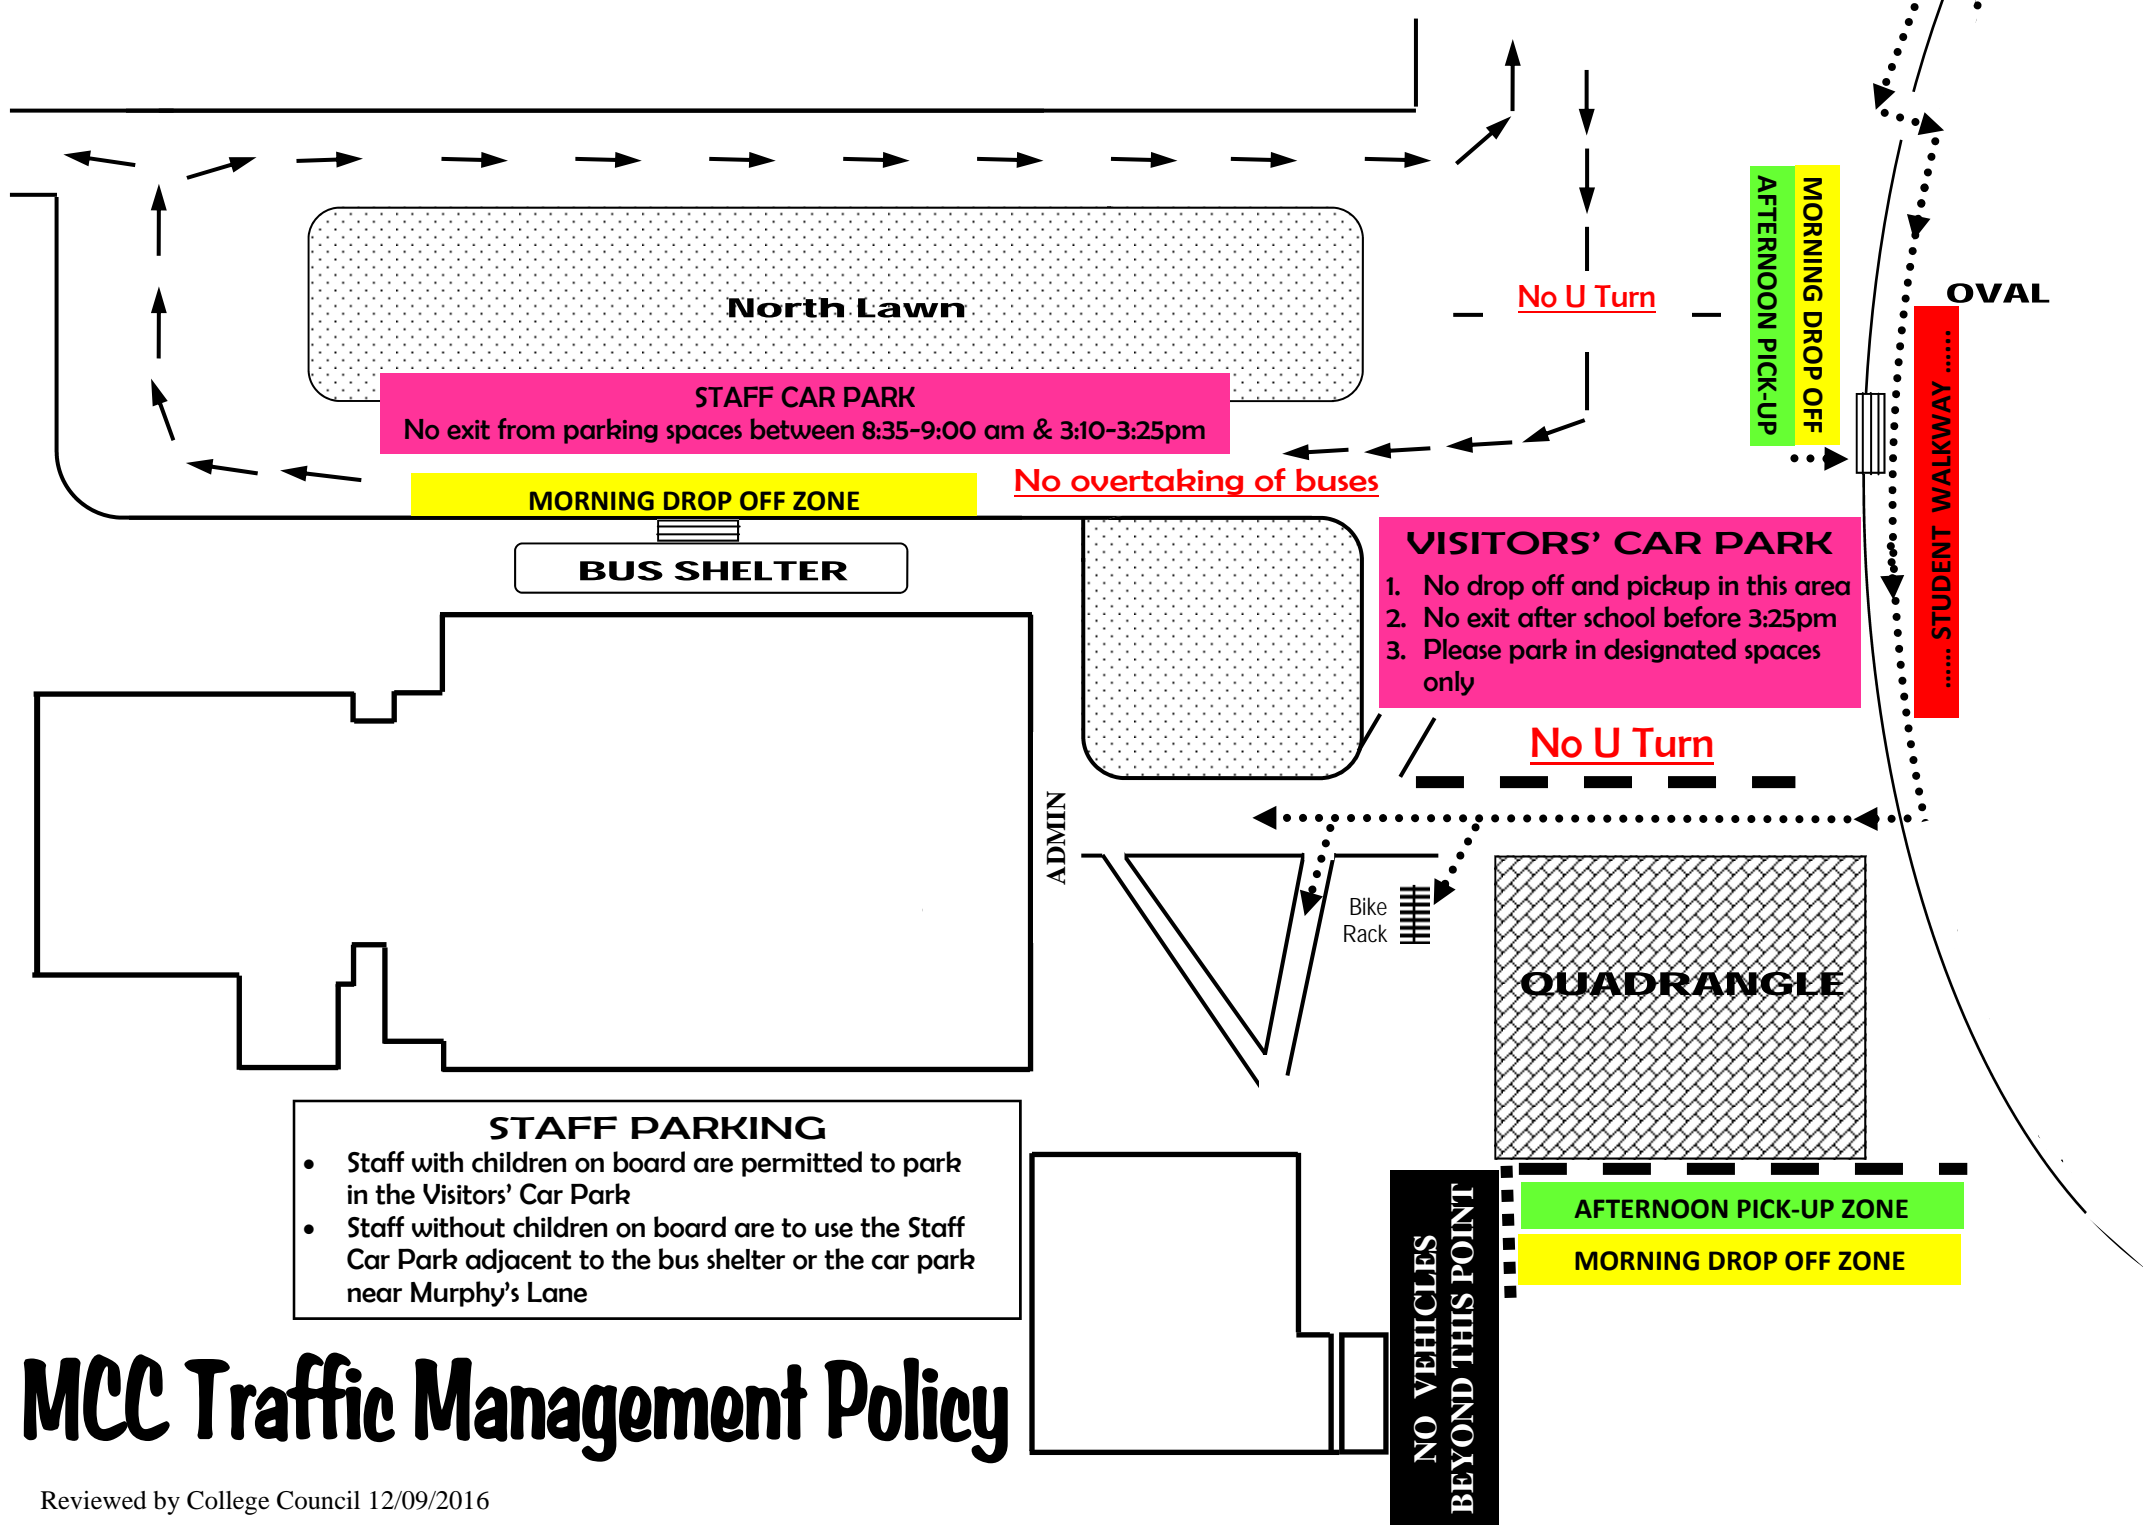 North Lawn
No U Turn
AFTERNOON PICK-UP
MORNING DROP OFF
OVAL
STAFF CAR PARK
No exit from parking spaces between 8:35-9:00 am & 3:10-3:25pm
MORNING DROP OFF ZONE
No overtaking of buses
BUS SHELTER
VISITORS’ CAR PARK
1. No drop off and pickup in this area
2. No exit after school before 3:25pm
3. Please park in designated spaces
only
...... STUDENT WALKWAY ......
No U Turn
ADMIN
Bike
Rack
QUADRANGLE
STAFF PARKING
• Staff with children on board are permitted to park
in the Visitors’ Car Park
• Staff without children on board are to use the Staff
Car Park adjacent to the bus shelter or the car park
near Murphy’s Lane
NO VEHICLES
BEYOND THIS POINT
AFTERNOON PICK-UP ZONE
MORNING DROP OFF ZONE
MCC Traffic Management Policy
Reviewed by College Council 12/09/2016